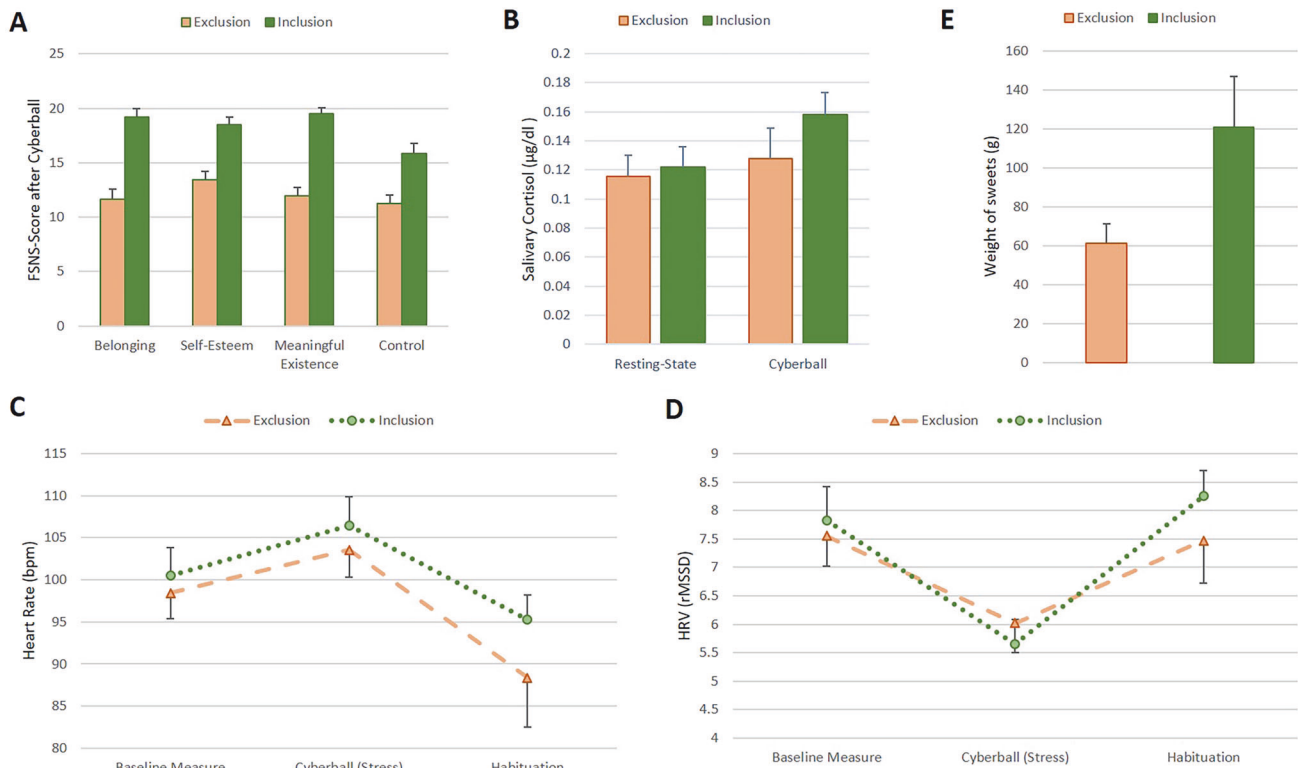 A
Exclusion Inclusion
FSNS-Score after Cyberball
25
20
15
10
5
0
Belonging Self-Esteem Meaningful Existence Control
B
Exclusion Inclusion
Salivary Cortisol (µg/dl )
0.2
0.18
0.16
0.14
0.12
0.1
0.08
0.06
0.04
0.02
0
Resting-State Cyberball
E
Exclusion Inclusion
Weight of sweets (g)
160
140
120
100
80
60
40
20
0
C
Exclusion Inclusion
Heart Rate (bpm)
115
110
105
100
95
90
85
80
Baseline Measure Cyberball (Stress) Habituation
D
Exclusion Inclusion
HRV (rMSSD)
9
8.5
8
7.5
7
6.5
6
5.5
5
4.5
4
Baseline Measure Cyberball (Stress) Habituation